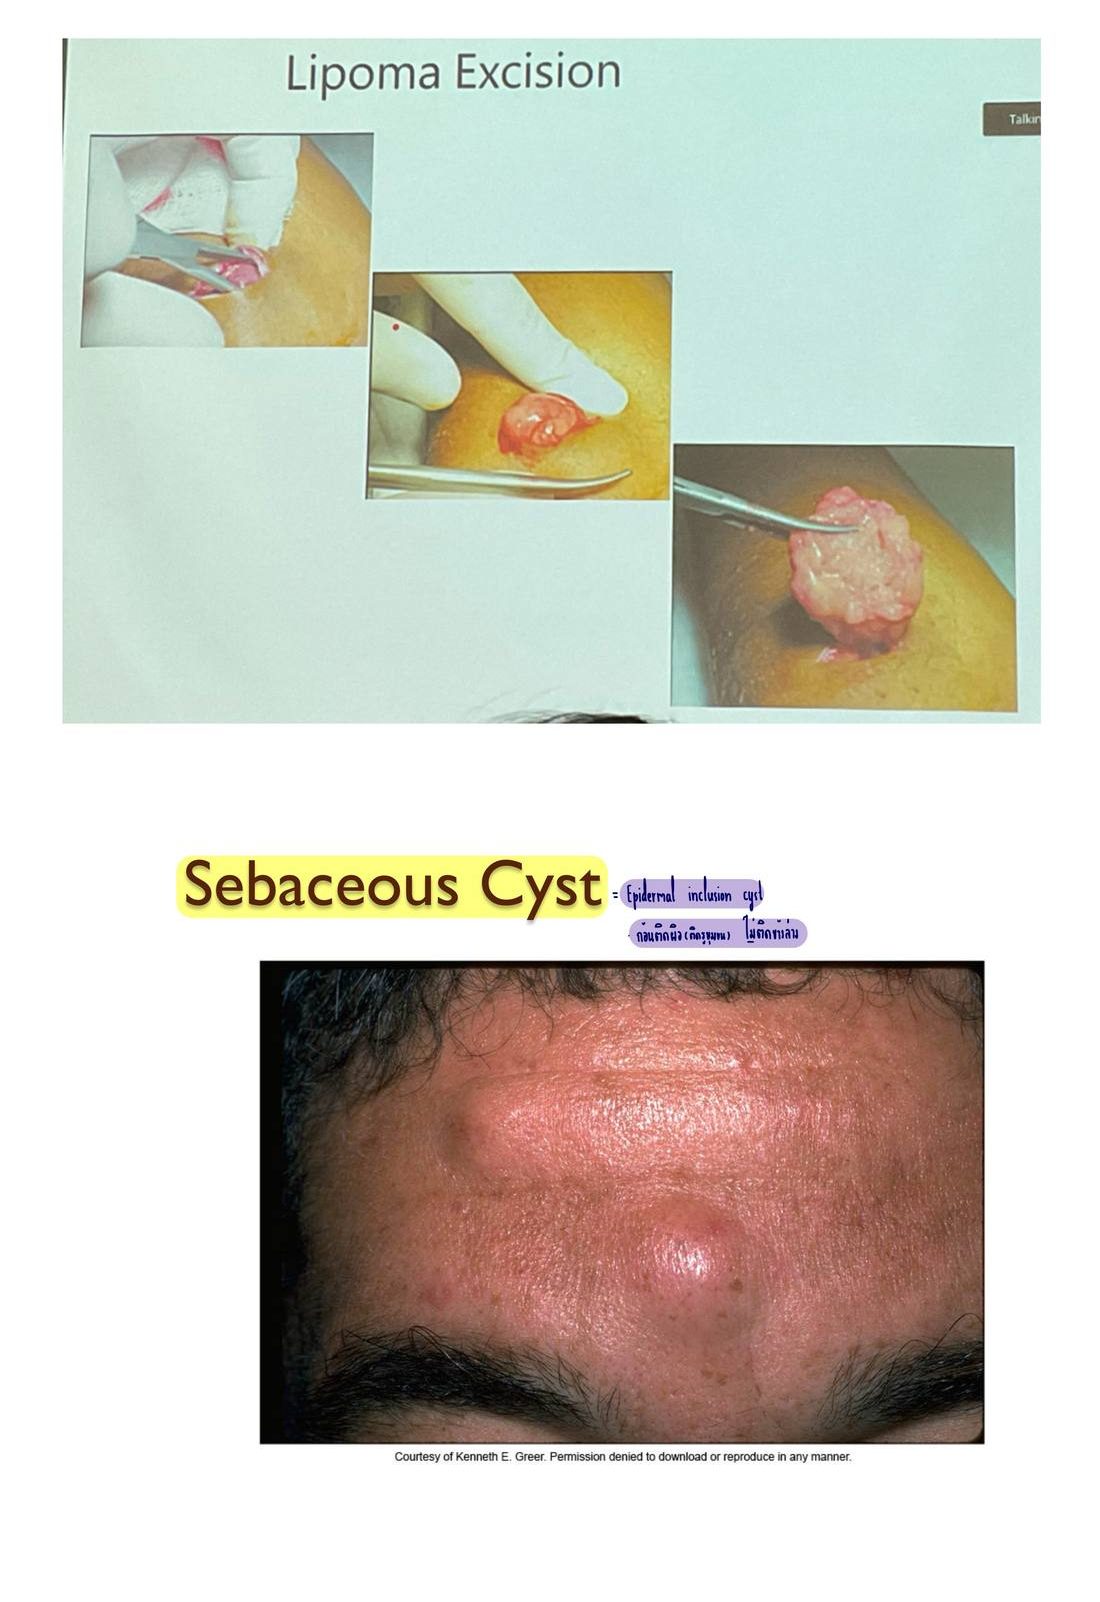 Lipoma Excision
Talkin
Sebaceous Cyst
= Epidermal inclusion cyst
- ก้อนติดผิว (ติดรูขุมขน) ไม่ติดข้างล่าง
Courtesy of Kenneth E. Greer. Permission denied to download or reproduce in any manner.